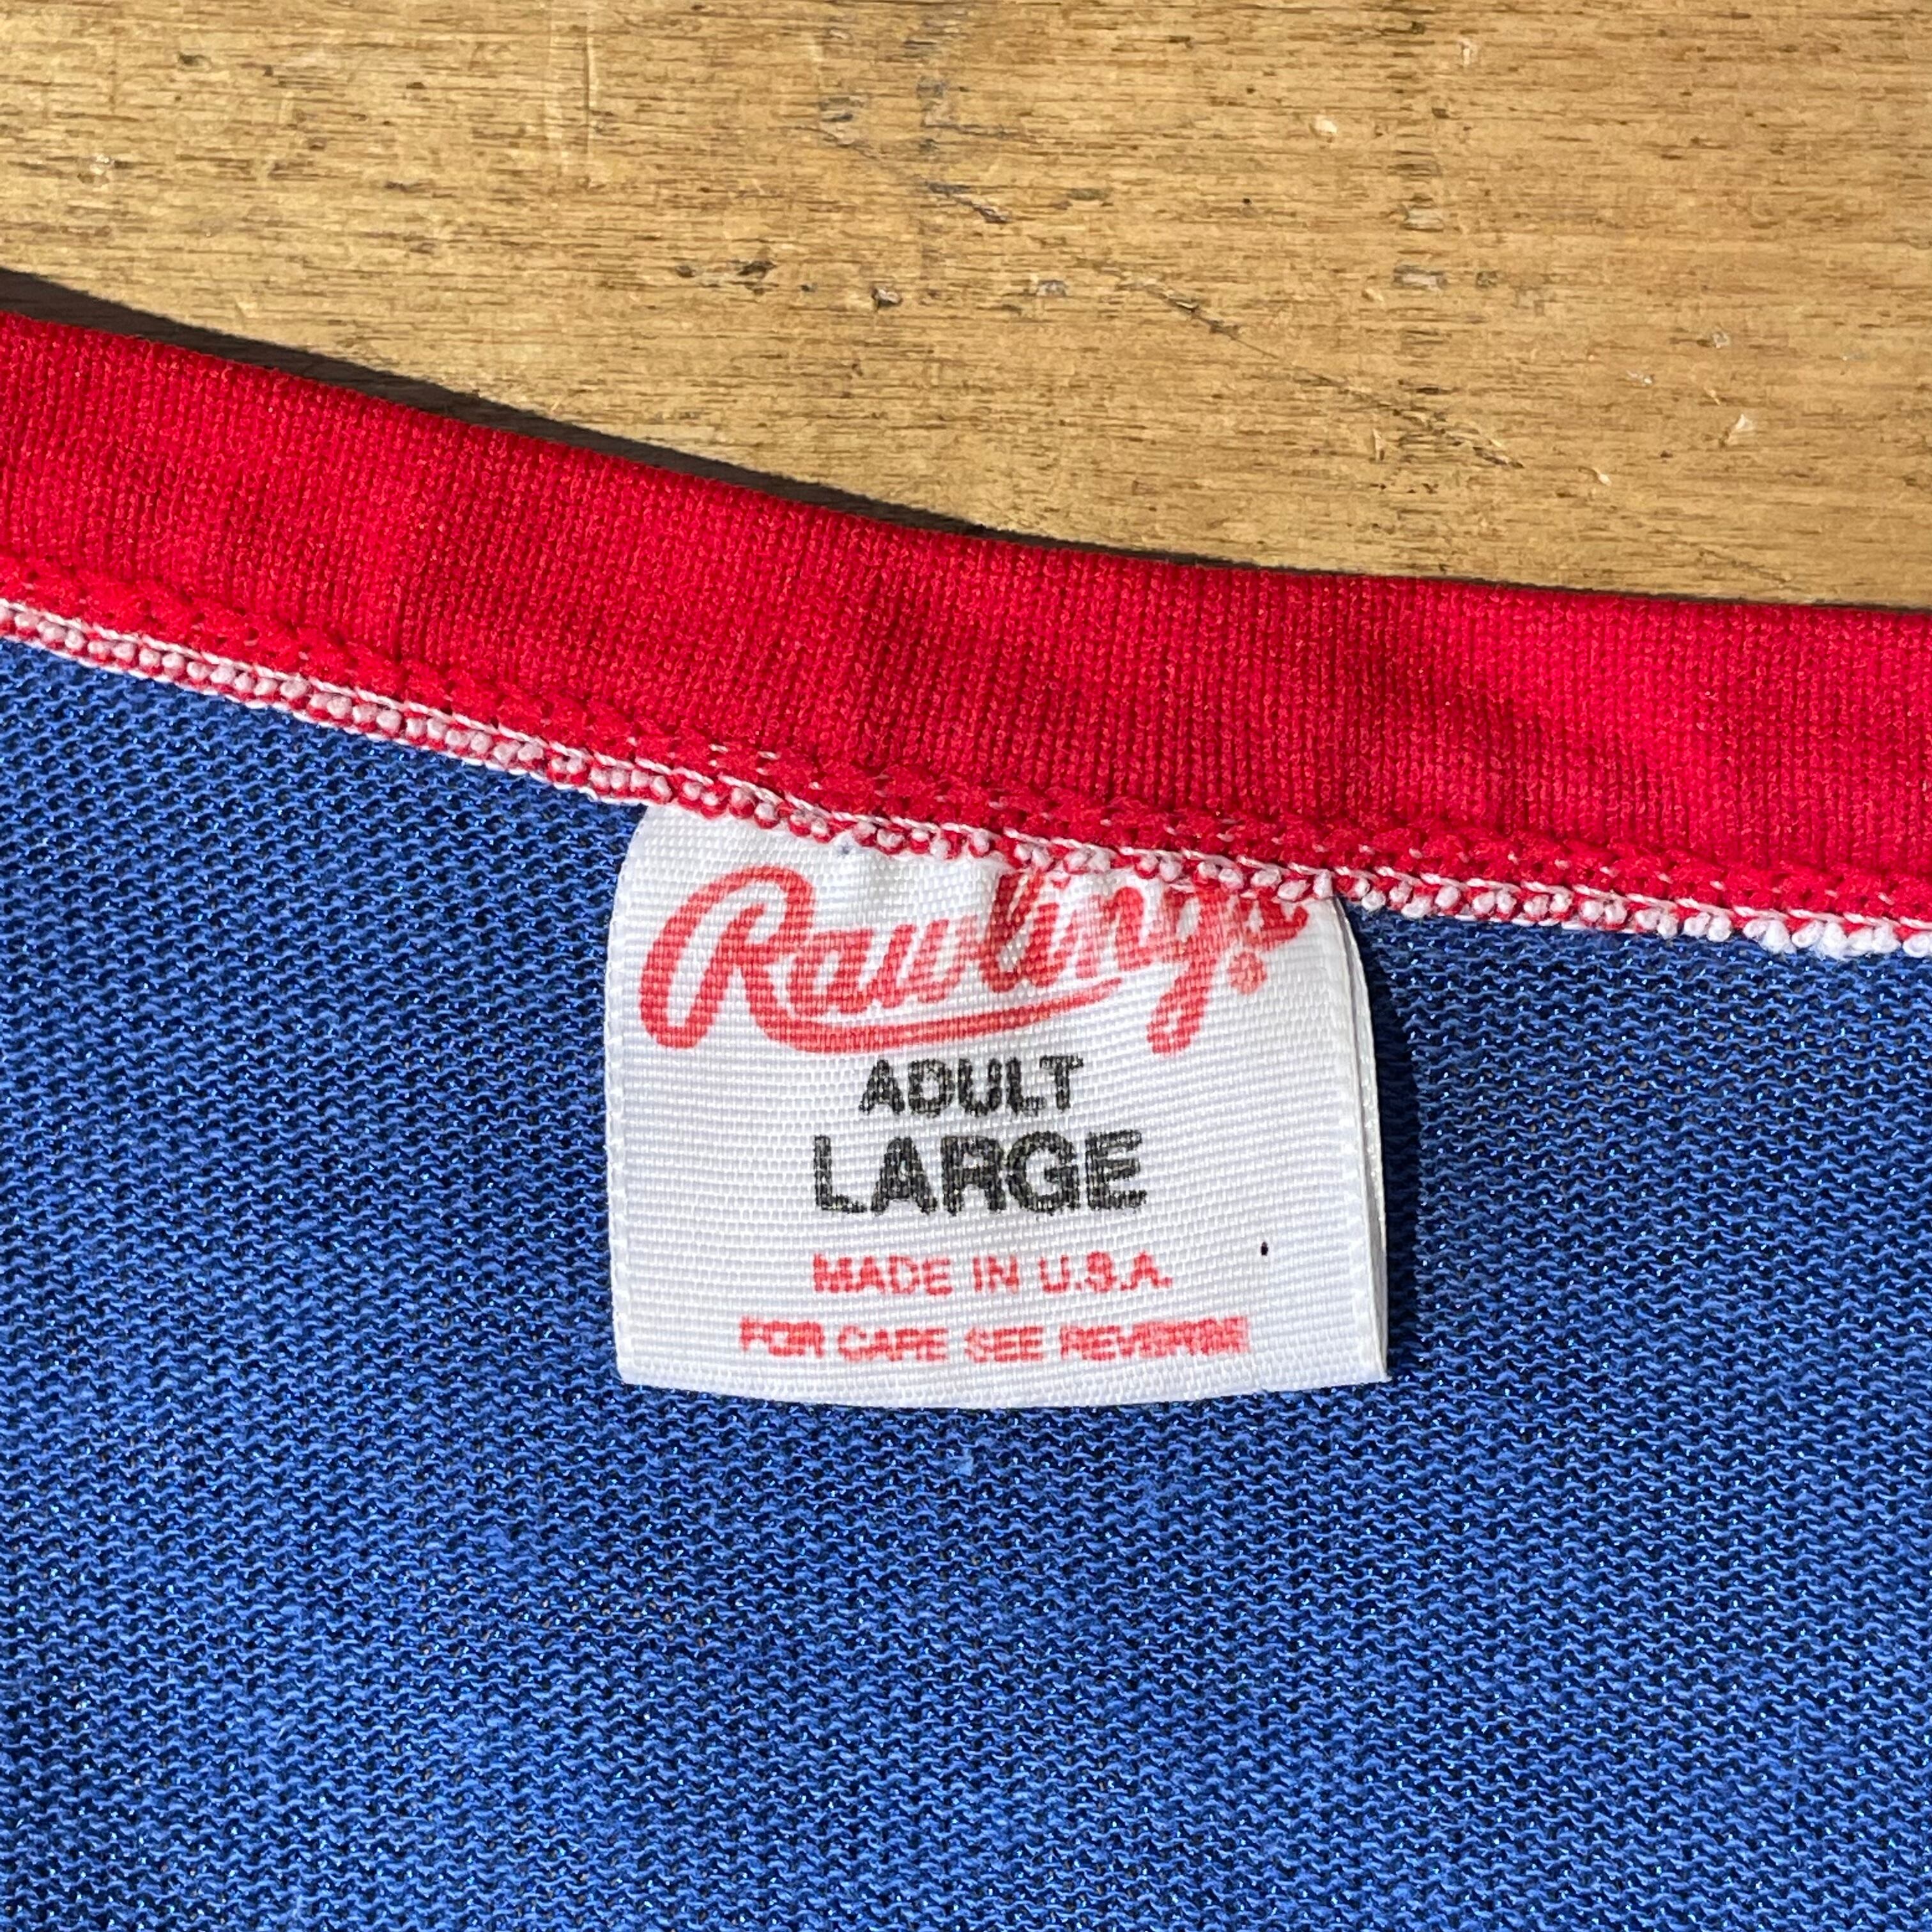 Rawlings®
ADULT
LARGE
MADE IN U.S.A.
FOR CARE SEE REVERSE